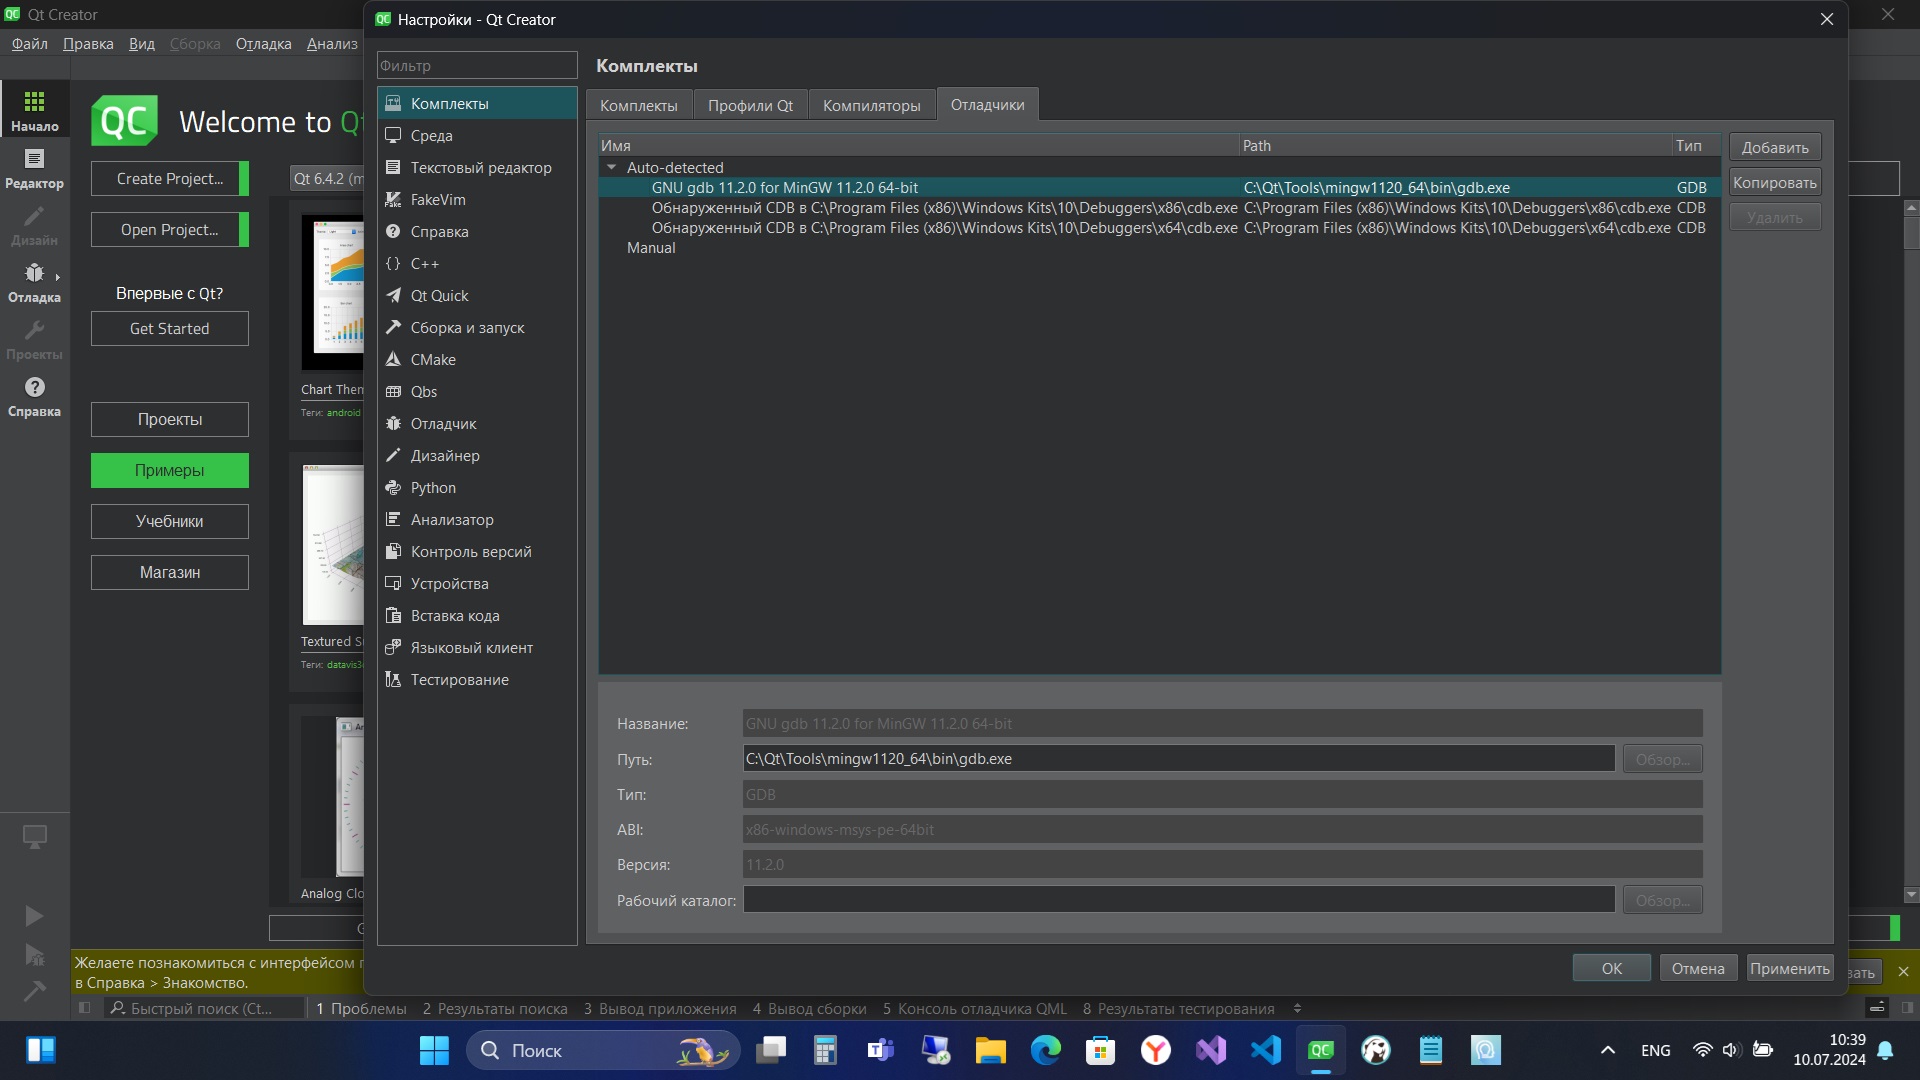 Qt Creator
Файл Правка Вид Сборка Отладка Анализ
Начало
Редактор
Дизайн
Отладка
Проекты
Справка
QC
Welcome to Qt
Create Project...
Qt 6.4.2 (m
Open Project...
Впервые с Qt?
Get Started
Проекты
Примеры
Учебники
Магазин
Chart Then
Теги: android
Textured S
Теги: datavis3
Analog Clo
Желаете познакомиться с интерфейсом
в Справка > Знакомство.
вать
Быстрый поиск (Ct...
1 Проблемы 2 Результаты поиска 3 Вывод приложения 4 Вывод сборки 5 Консоль отладчика QML 8 Результаты тестирования
Настройки - Qt Creator
Фильтр
Комплекты
Среда
Текстовый редактор
FakeVim
Справка
C++
Qt Quick
Сборка и запуск
CMake
Qbs
Отладчик
Дизайнер
Python
Анализатор
Контроль версий
Устройства
Вставка кода
Языковый клиент
Тестирование
Комплекты
Комплекты Профили Qt Компиляторы Отладчики
Имя Path Тип
Auto-detected
GNU gdb 11.2.0 for MinGW 11.2.0 64-bit C:\Qt\Tools\mingw1120_64\bin\gdb.exe GDB
Обнаруженный CDB в C:\Program Files (x86)\Windows Kits\10\Debuggers\x86\cdb.exe C:\Program Files (x86)\Windows Kits\10\Debuggers\x86\cdb.exe CDB
Обнаруженный CDB в C:\Program Files (x86)\Windows Kits\10\Debuggers\x64\cdb.exe C:\Program Files (x86)\Windows Kits\10\Debuggers\x64\cdb.exe CDB
Manual
Добавить
Копировать
Удалить
Название: GNU gdb 11.2.0 for MinGW 11.2.0 64-bit
Путь: C:\Qt\Tools\mingw1120_64\bin\gdb.exe Обзор...
Тип: GDB
ABI: x86-windows-msys-pe-64bit
Версия: 11.2.0
Рабочий каталог: Обзор...
OK Отмена Применить
Поиск
ENG
10:39
10.07.2024